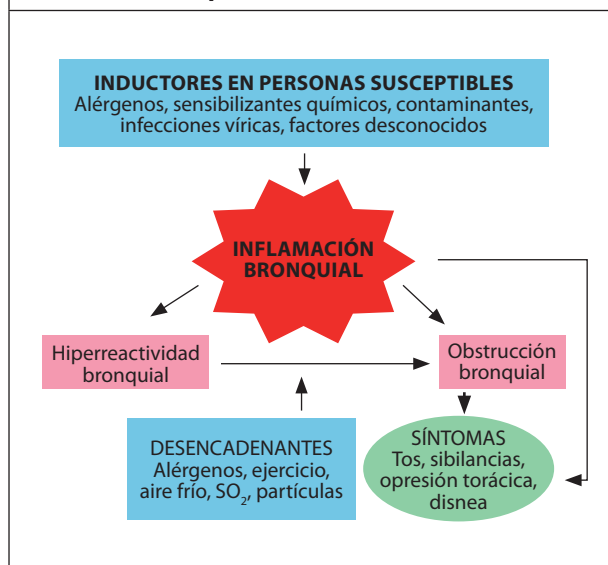 INDUCTORES EN PERSONAS SUSCEPTIBLES
Alérgenos, sensibilizantes químicos, contaminantes,
infecciones víricas, factores desconocidos
INFLAMACIÓN
BRONQUIAL
Hiperreactividad
bronquial
Obstrucción
bronquial
DESENCADENANTES
Alérgenos, ejercicio,
aire frío, SO₂, partículas
SÍNTOMAS
Tos, sibilancias,
opresión torácica,
disnea